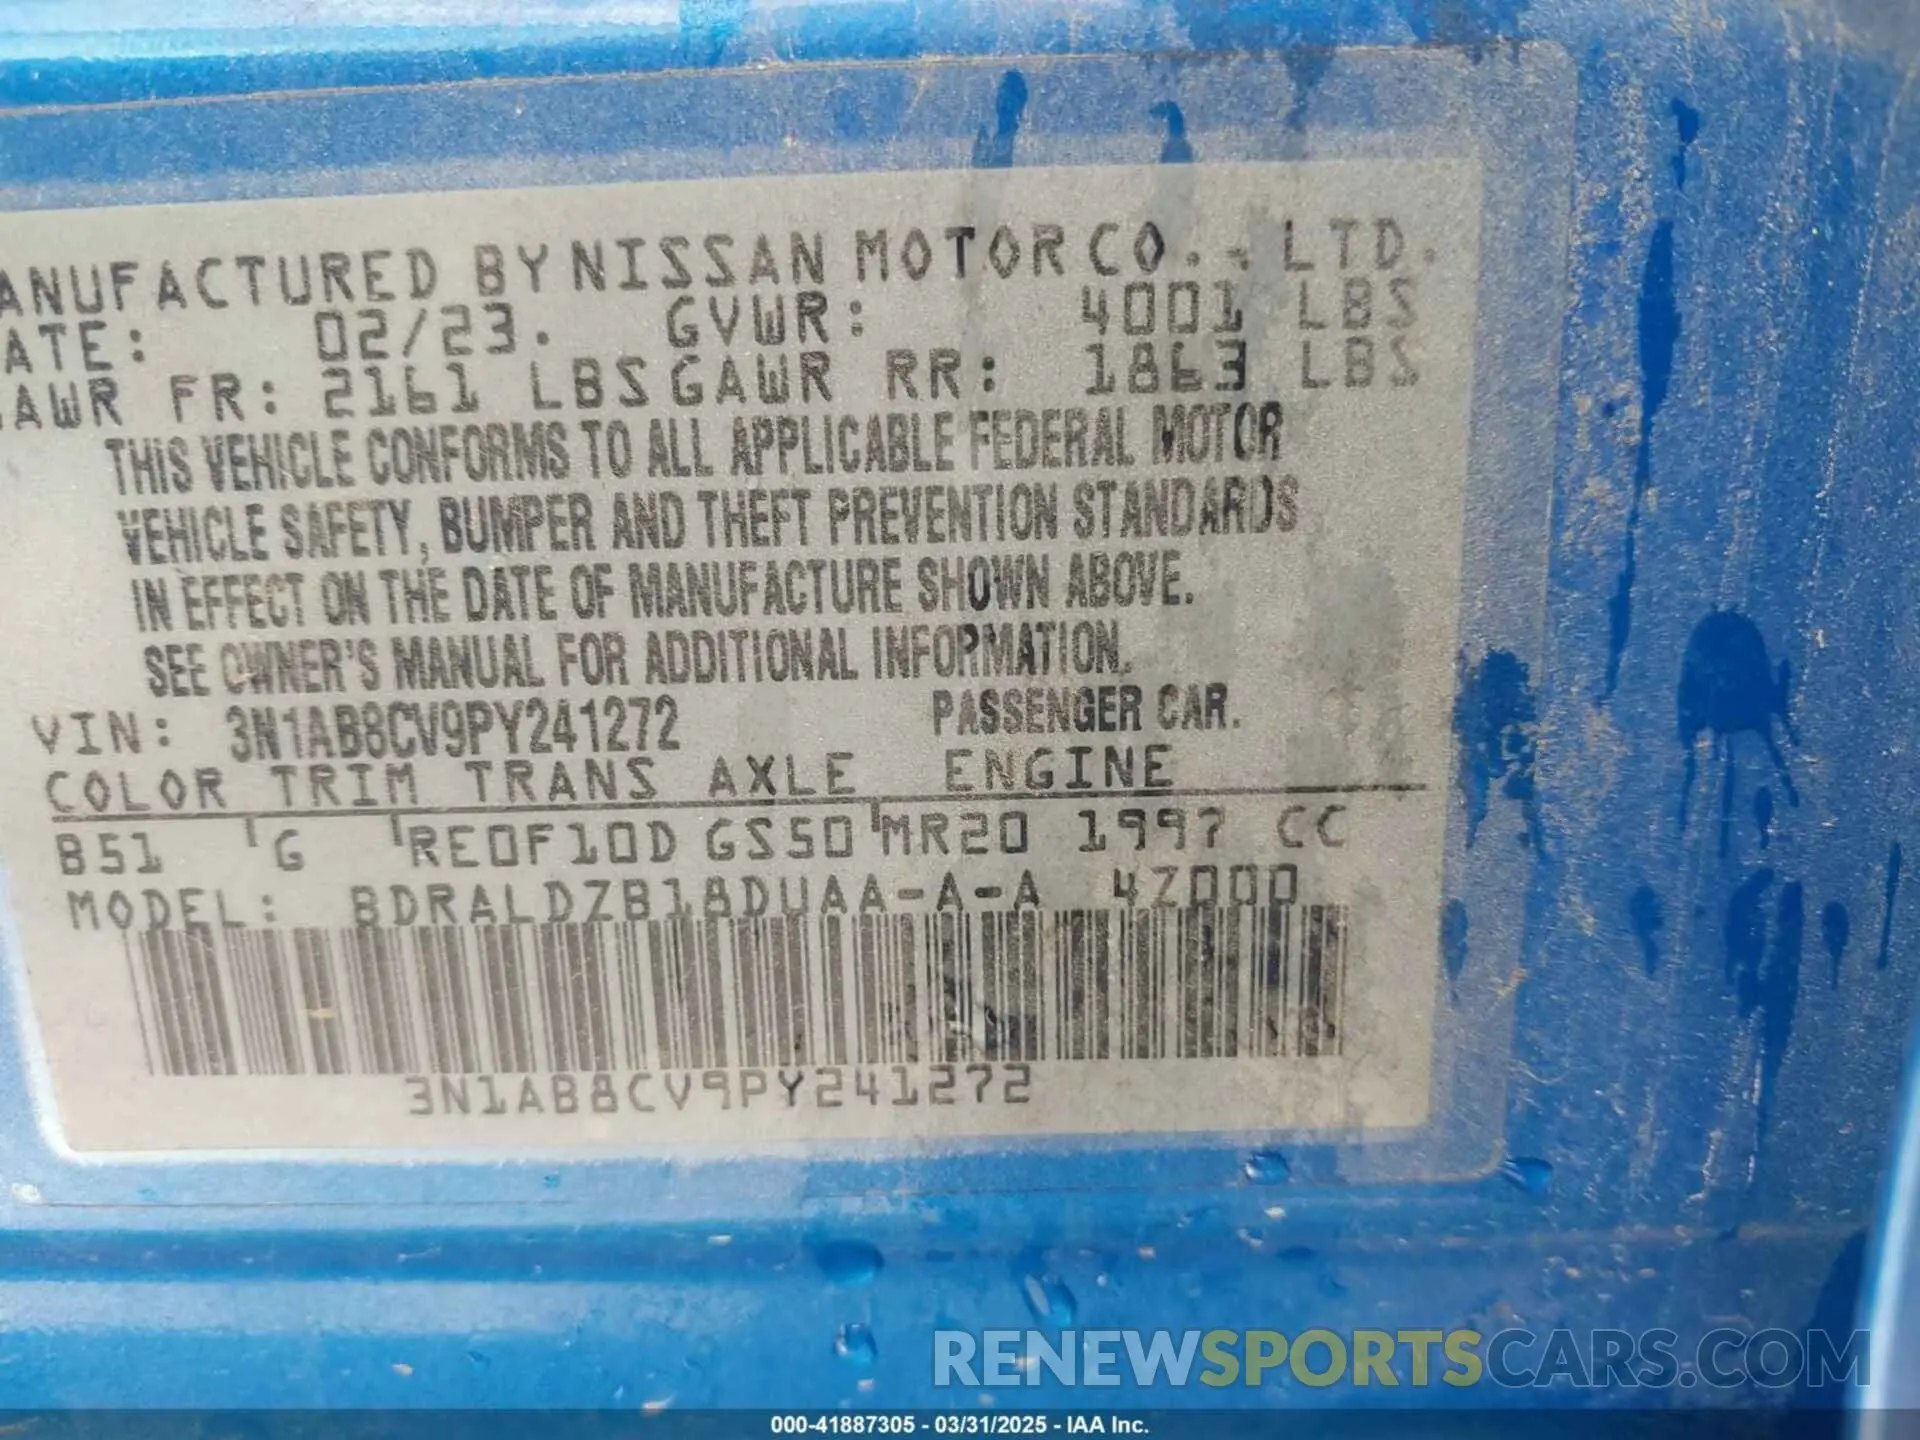 ANUFACTURED BY NISSAN MOTOR CO., LTD.
ATE: 02/23. GVWR: 4001 LBS
AWR FR: 2161 LBS GAWR RR: 1863 LBS
THIS VEHICLE CONFORMS TO ALL APPLICABLE FEDERAL MOTOR
VEHICLE SAFETY, BUMPER AND THEFT PREVENTION STANDARDS
IN EFFECT ON THE DATE OF MANUFACTURE SHOWN ABOVE.
SEE OWNER'S MANUAL FOR ADDITIONAL INFORMATION.
VIN: 3N1AB8CV9PY241272 PASSENGER CAR.
COLOR TRIM TRANS AXLE ENGINE
B51 G RE0F10D GS50 MR20 1997 CC
MODEL: BDRALDZB18DUAA-A-A 4Z000
3N1AB8CV9PY241272
RENEWSPORTSCARS.COM
000-41887305 - 03/31/2025 - IAA Inc.